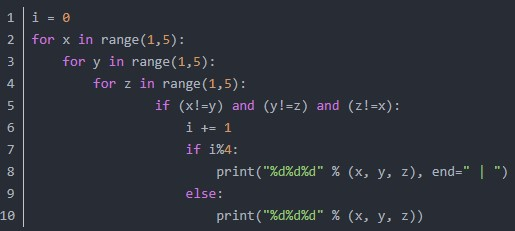 1 i = 0
2 for x in range(1,5):
3     for y in range(1,5):
4         for z in range(1,5):
5                 if (x!=y) and (y!=z) and (z!=x):
6                     i += 1
7                     if i%4:
8                         print("%d%d%d" % (x, y, z), end=" | ")
9                     else:
10                         print("%d%d%d" % (x, y, z))